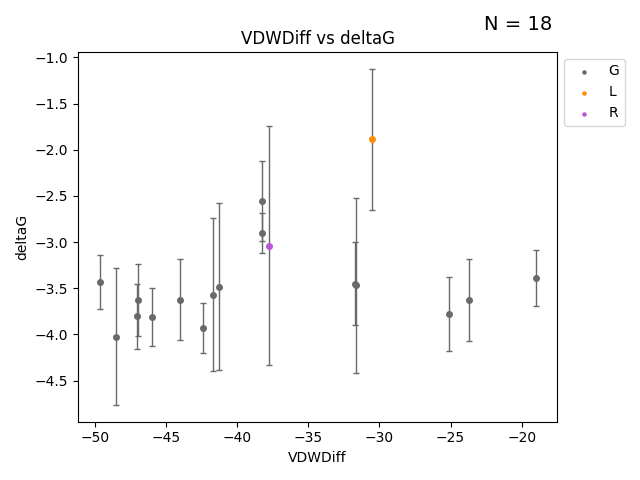 N = 18
VDWDiff vs deltaG
G
L
R
−1.0
−1.5
−2.0
−2.5
−3.0
−3.5
−4.0
−4.5
deltaG
−50
−45
−40
−35
−30
−25
−20
VDWDiff